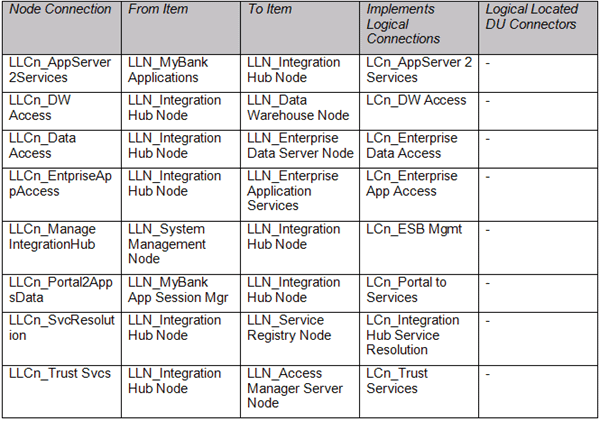 Node Connection From Item To Item Implements Logical Connections Logical Located DU Connectors
LLCn_AppServer 2Services LLN_MyBank Applications LLN_Integration Hub Node LCn_AppServer 2 Services -
LLCn_DW Access LLN_Integration Hub Node LLN_Data Warehouse Node LCn_DW Access -
LLCn_Data Access LLN_Integration Hub Node LLN_Enterprise Data Server Node LCn_Enterprise Data Access -
LLCn_EntpriseAppAccess LLN_Integration Hub Node LLN_Enterprise Application Services LCn_Enterprise App Access -
LLCn_Manage IntegrationHub LLN_System Management Node LLN_Integration Hub Node LCn_ESB Mgmt -
LLCn_Portal2AppsData LLN_MyBank App Session Mgr LLN_Integration Hub Node LCn_Portal to Services -
LLCn_SvcResolution LLN_Integration Hub Node LLN_Service Registry Node LCn_Integration Hub Service Resolution -
LLCn_Trust Svcs LLN_Integration Hub Node LLN_Access Manager Server Node LCn_Trust Services -